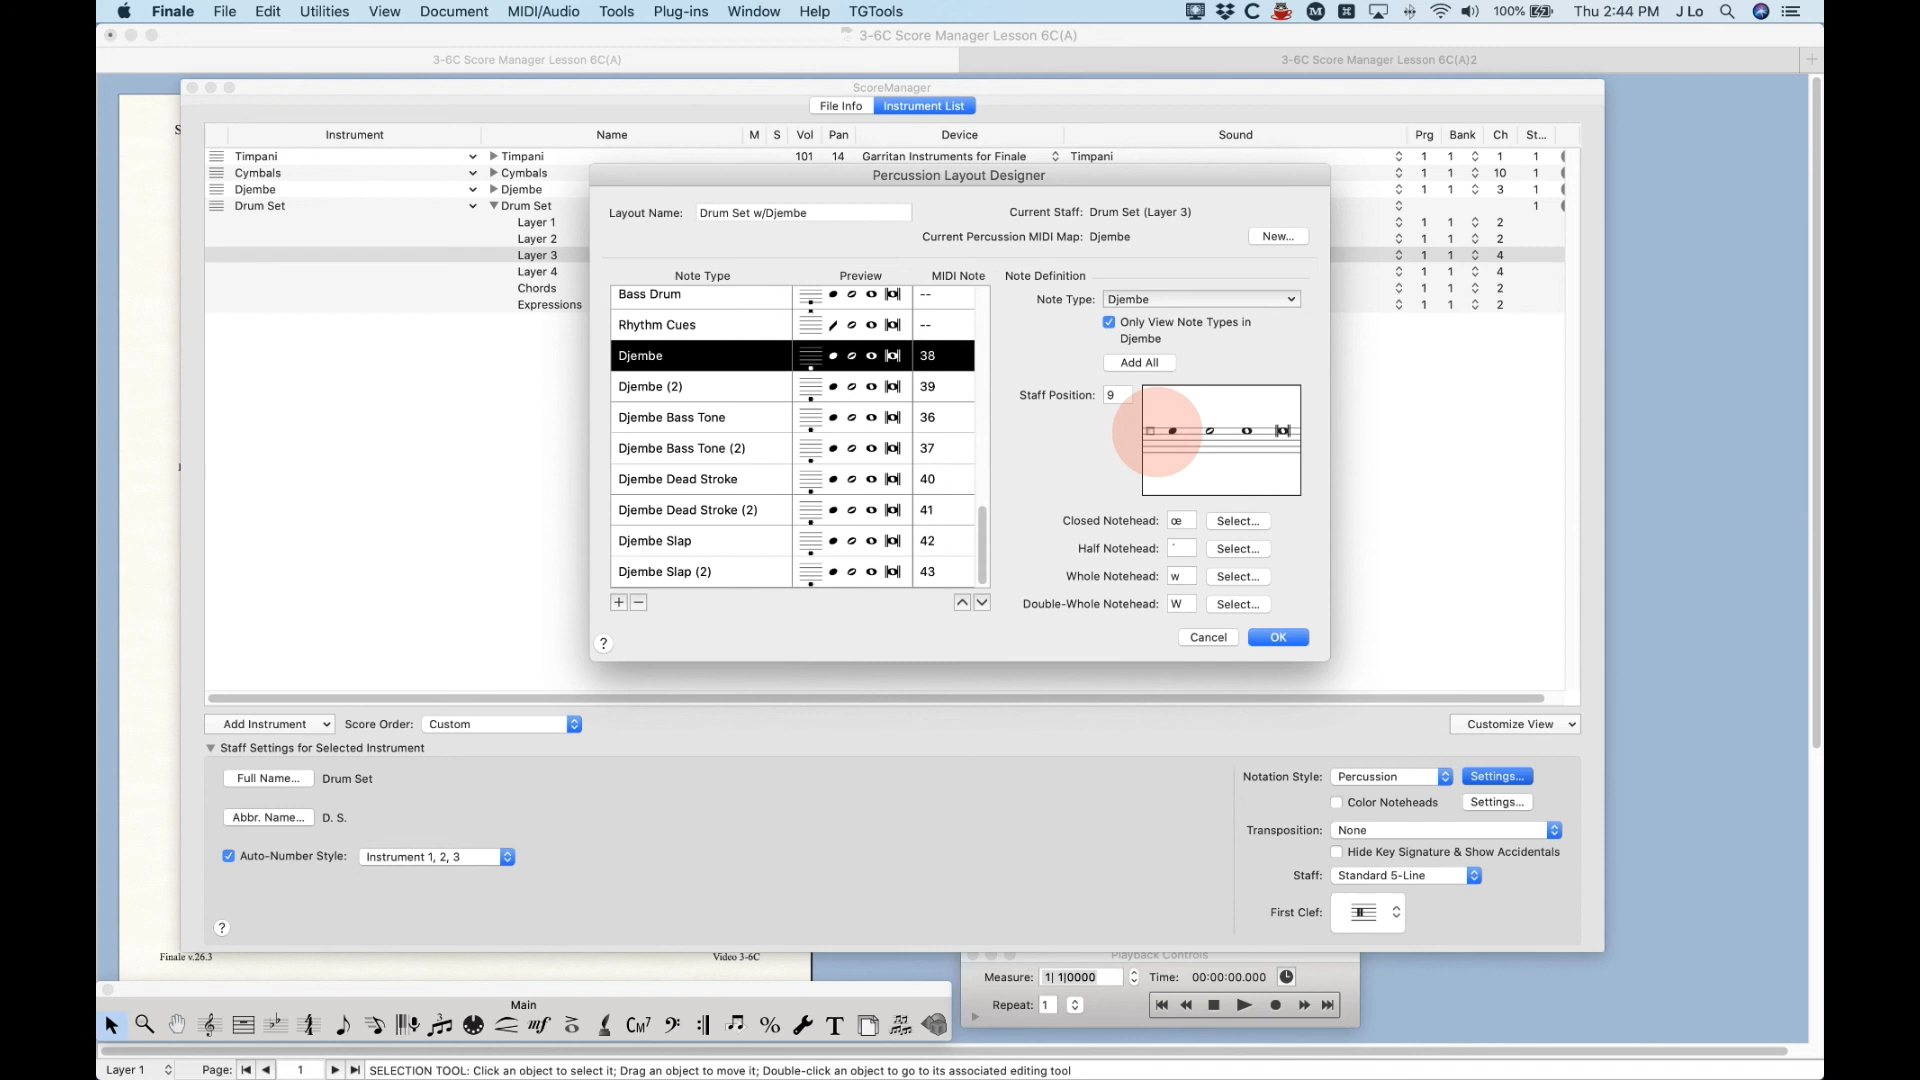 Finale File Edit Utilities View Document MIDI/Audio Tools Plug-ins Window Help TGTools 100% Thu 2:44 PM J Lo
3-6C Score Manager Lesson 6C(A)
3-6C Score Manager Lesson 6C(A) 3-6C Score Manager Lesson 6C(A)2
ScoreManager
File Info Instrument List
Instrument Name M S Vol Pan Device Sound Prg Bank Ch St...
Timpani Timpani 101 14 Garritan Instruments for Finale Timpani 1 1 1 1
Cymbals Cymbals 1 1 10 1
Djembe Djembe 1 1 3 1
Drum Set Drum Set 1
Layer 1 1 1 2
Layer 2 1 1 2
Layer 3 1 1 4
Layer 4 1 1 4
Chords 1 1 2
Expressions 1 1 2
Percussion Layout Designer
Layout Name: Drum Set w/Djembe Current Staff: Drum Set (Layer 3)
Current Percussion MIDI Map: Djembe New...
Note Type Preview MIDI Note Note Definition
Bass Drum --
Note Type: Djembe
Rhythm Cues --
Only View Note Types in
Djembe
Djembe 38
Add All
Djembe (2) 39
Staff Position: 9
Djembe Bass Tone 36
Djembe Bass Tone (2) 37
Djembe Dead Stroke 40
Djembe Dead Stroke (2) 41
Closed Notehead: œ Select...
Djembe Slap 42
Half Notehead: ˙ Select...
Djembe Slap (2) 43
Whole Notehead: w Select...
+ − Double-Whole Notehead: W Select...
? Cancel OK
Add Instrument Score Order: Custom Customize View
Staff Settings for Selected Instrument
Full Name... Drum Set Notation Style: Percussion Settings...
Color Noteheads Settings...
Abbr. Name... D. S.
Transposition: None
Auto-Number Style: Instrument 1, 2, 3 Hide Key Signature & Show Accidentals
Staff: Standard 5-Line
First Clef:
?
Finale v.26.3 Video 3-6C Playback Controls
Measure: 1| 1|0000 Time: 00:00:00.000
Main Repeat: 1
mf CM7 % T
Layer 1 Page: 1 SELECTION TOOL: Click an object to select it; Drag an object to move it; Double-click an object to go to its associated editing tool